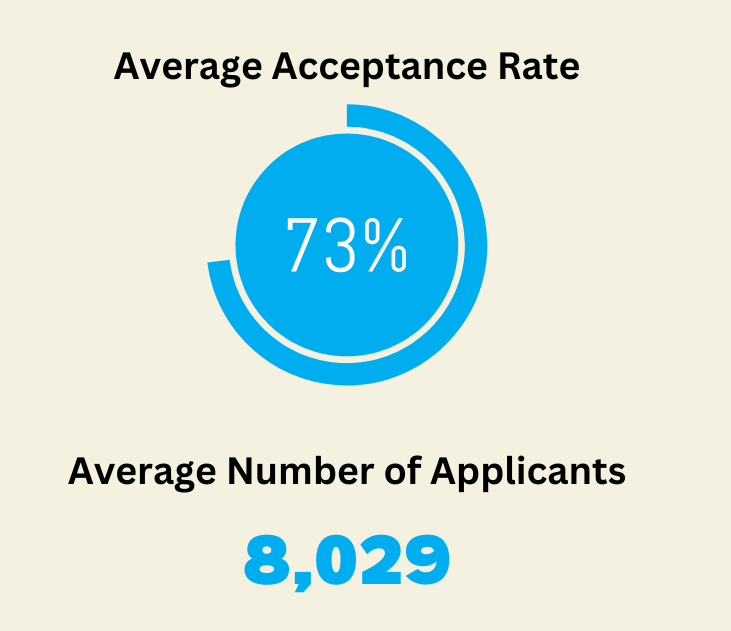 Average Acceptance Rate
73%
Average Number of Applicants
8,029